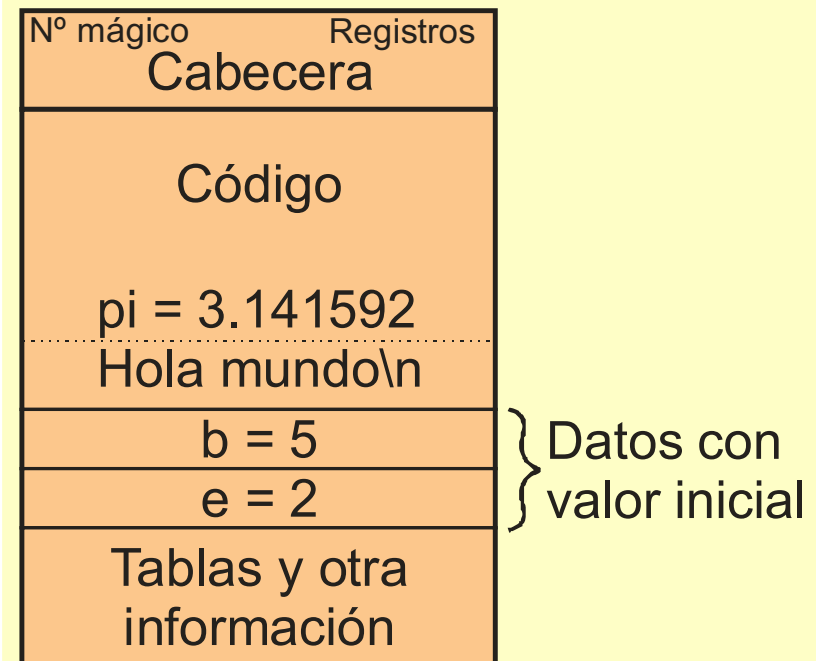 Nº mágico Registros
Cabecera
Código
pi = 3.141592
Hola mundo\n
b = 5
e = 2
Datos con
valor inicial
Tablas y otra
información